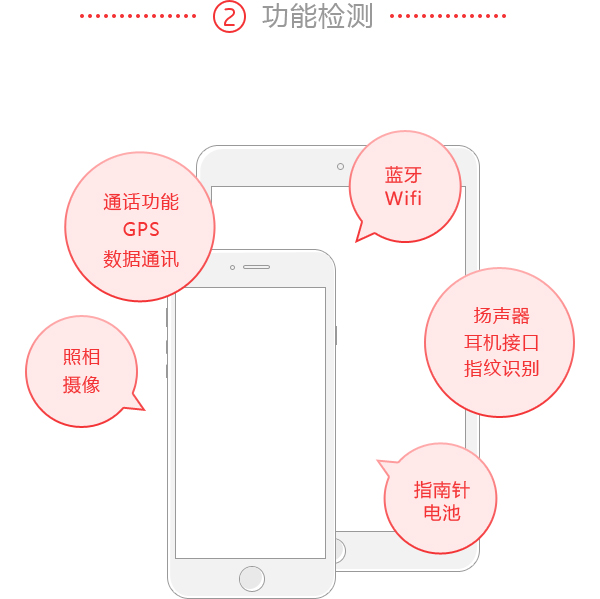 ② 功能检测
蓝牙
Wifi
通话功能
GPS
数据通讯
扬声器
耳机接口
指纹识别
照相
摄像
指南针
电池